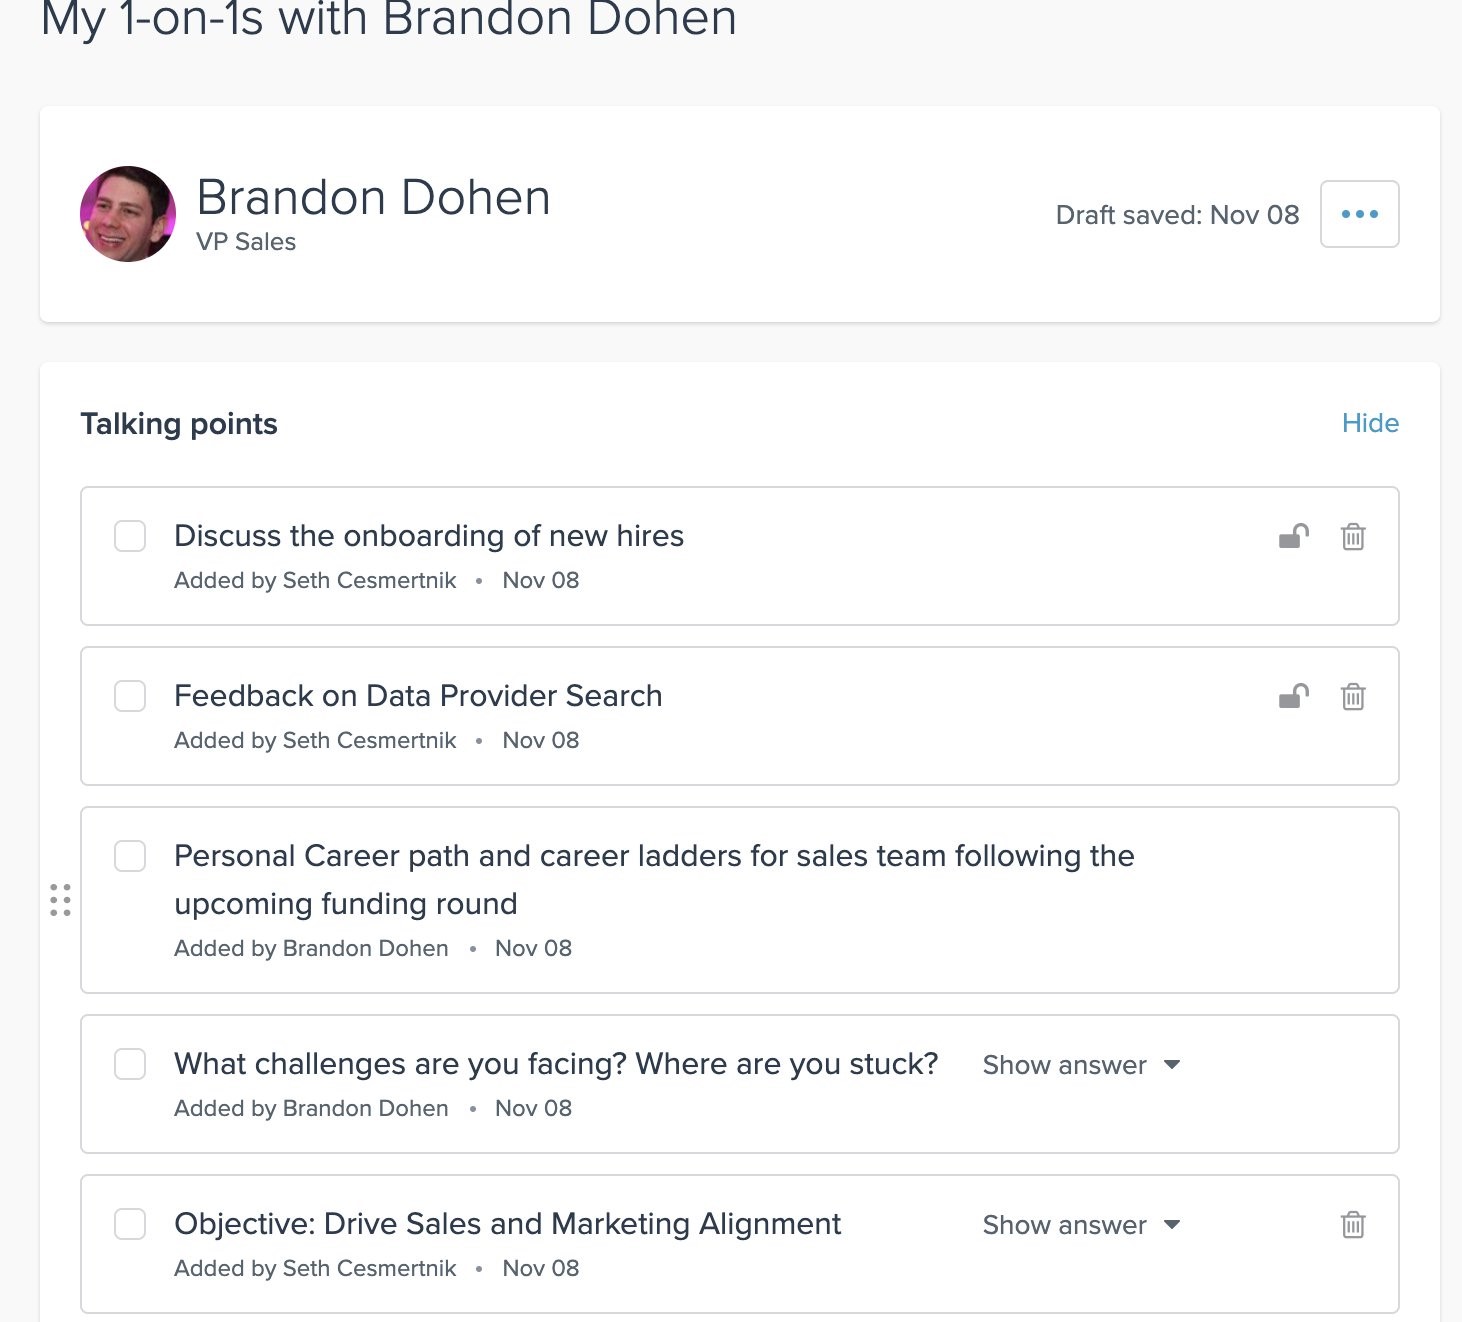 My 1-on-1s with Brandon Dohen
Brandon Dohen
VP Sales
Draft saved: Nov 08
Talking points
Hide
Discuss the onboarding of new hires
Added by Seth Cesmertnik • Nov 08
Feedback on Data Provider Search
Added by Seth Cesmertnik • Nov 08
Personal Career path and career ladders for sales team following the
upcoming funding round
Added by Brandon Dohen • Nov 08
What challenges are you facing? Where are you stuck?
Show answer
Added by Brandon Dohen • Nov 08
Objective: Drive Sales and Marketing Alignment
Show answer
Added by Seth Cesmertnik • Nov 08